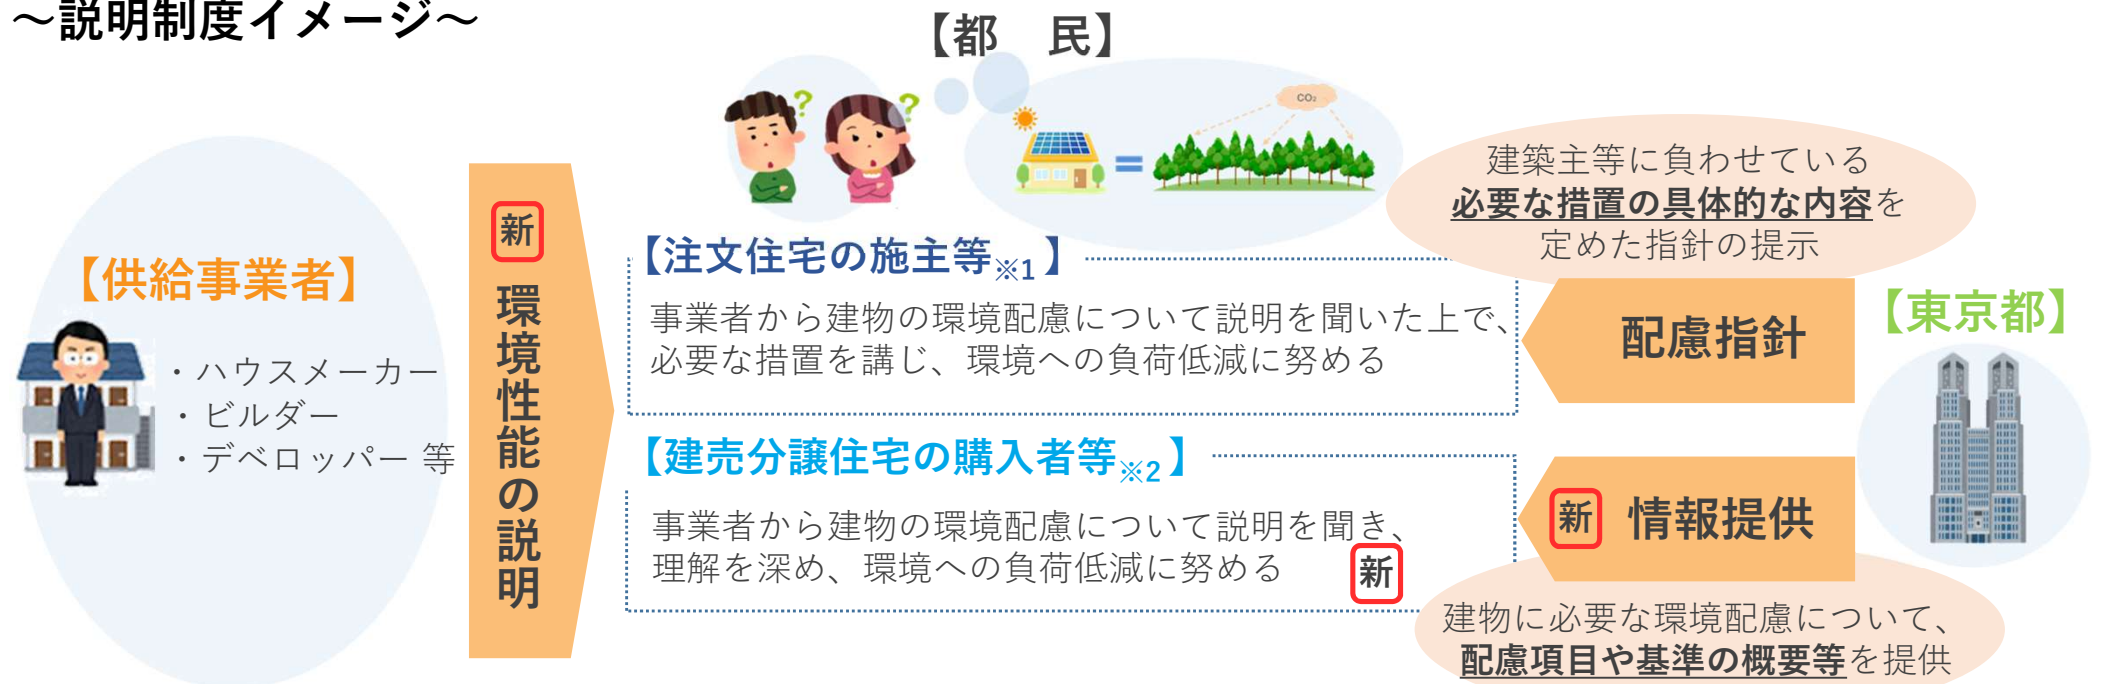 ～説明制度イメージ～
【都　民】
?
?
CO₂
【供給事業者】
・ハウスメーカー
・ビルダー
・デベロッパー 等
新
環境性能の説明
【注文住宅の施主等※1】
事業者から建物の環境配慮について説明を聞いた上で、
必要な措置を講じ、環境への負荷低減に努める
【建売分譲住宅の購入者等※2】
事業者から建物の環境配慮について説明を聞き、
理解を深め、環境への負荷低減に努める
新
建築主等に負わせている
必要な措置の具体的な内容を
定めた指針の提示
配慮指針
【東京都】
新 情報提供
建物に必要な環境配慮について、
配慮項目や基準の概要等を提供